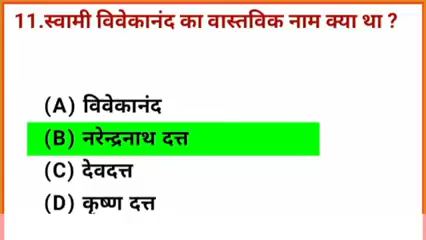 11.स्वामी विवेकानंद का वास्तविक नाम क्या था ?
(A) विवेकानंद
(B) नरेन्द्रनाथ दत्त
(C) देवदत्त
(D) कृष्ण दत्त